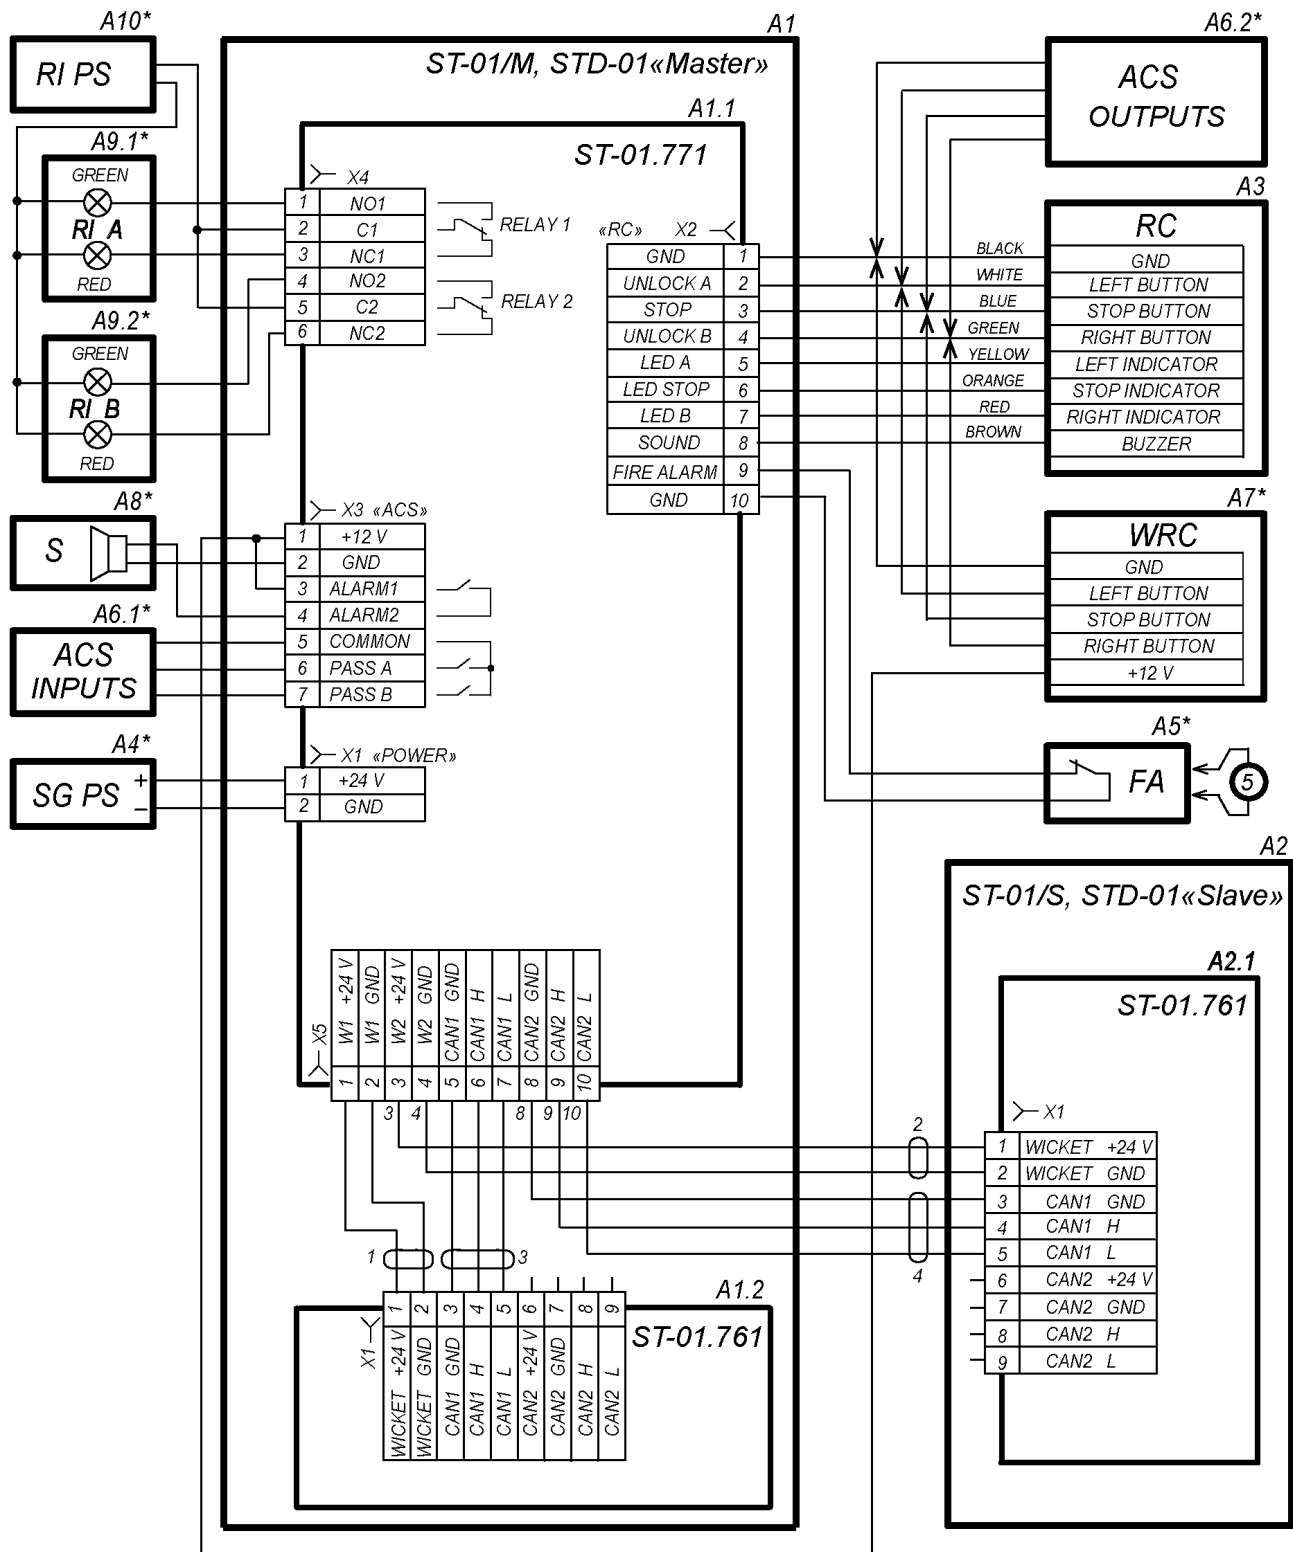 A10*
RI PS
A9.1*
GREEN
RI A
RED
A9.2*
GREEN
RI B
RED
A8*
S
A6.1*
ACS
INPUTS
A4*
SG PS
+
–
A1
ST-01/M, STD-01«Master»
A1.1
ST-01.771
X4
1 NO1
2 C1
3 NC1
4 NO2
5 C2
6 NC2
RELAY 1
RELAY 2
X3 «ACS»
1 +12 V
2 GND
3 ALARM1
4 ALARM2
5 COMMON
6 PASS A
7 PASS B
X1 «POWER»
1 +24 V
2 GND
«RC» X2
GND 1
UNLOCK A 2
STOP 3
UNLOCK B 4
LED A 5
LED STOP 6
LED B 7
SOUND 8
FIRE ALARM 9
GND 10
BLACK
WHITE
BLUE
GREEN
YELLOW
ORANGE
RED
BROWN
A6.2*
ACS
OUTPUTS
A3
RC
GND
LEFT BUTTON
STOP BUTTON
RIGHT BUTTON
LEFT INDICATOR
STOP INDICATOR
RIGHT INDICATOR
BUZZER
A7*
WRC
GND
LEFT BUTTON
STOP BUTTON
RIGHT BUTTON
+12 V
A5*
FA
5
X5
1 W1 +24 V
2 W1 GND
3 W2 +24 V
4 W2 GND
5 CAN1 GND
6 CAN1 H
7 CAN1 L
8 CAN2 GND
9 CAN2 H
10 CAN2 L
3 4 8 9 10
1
3
2
4
A1.2
ST-01.761
X1
1 WICKET +24 V
2 WICKET GND
3 CAN1 GND
4 CAN1 H
5 CAN1 L
6 CAN2 +24 V
7 CAN2 GND
8 CAN2 H
9 CAN2 L
A2
ST-01/S, STD-01«Slave»
A2.1
ST-01.761
X1
1 WICKET +24 V
2 WICKET GND
3 CAN1 GND
4 CAN1 H
5 CAN1 L
6 CAN2 +24 V
7 CAN2 GND
8 CAN2 H
9 CAN2 L